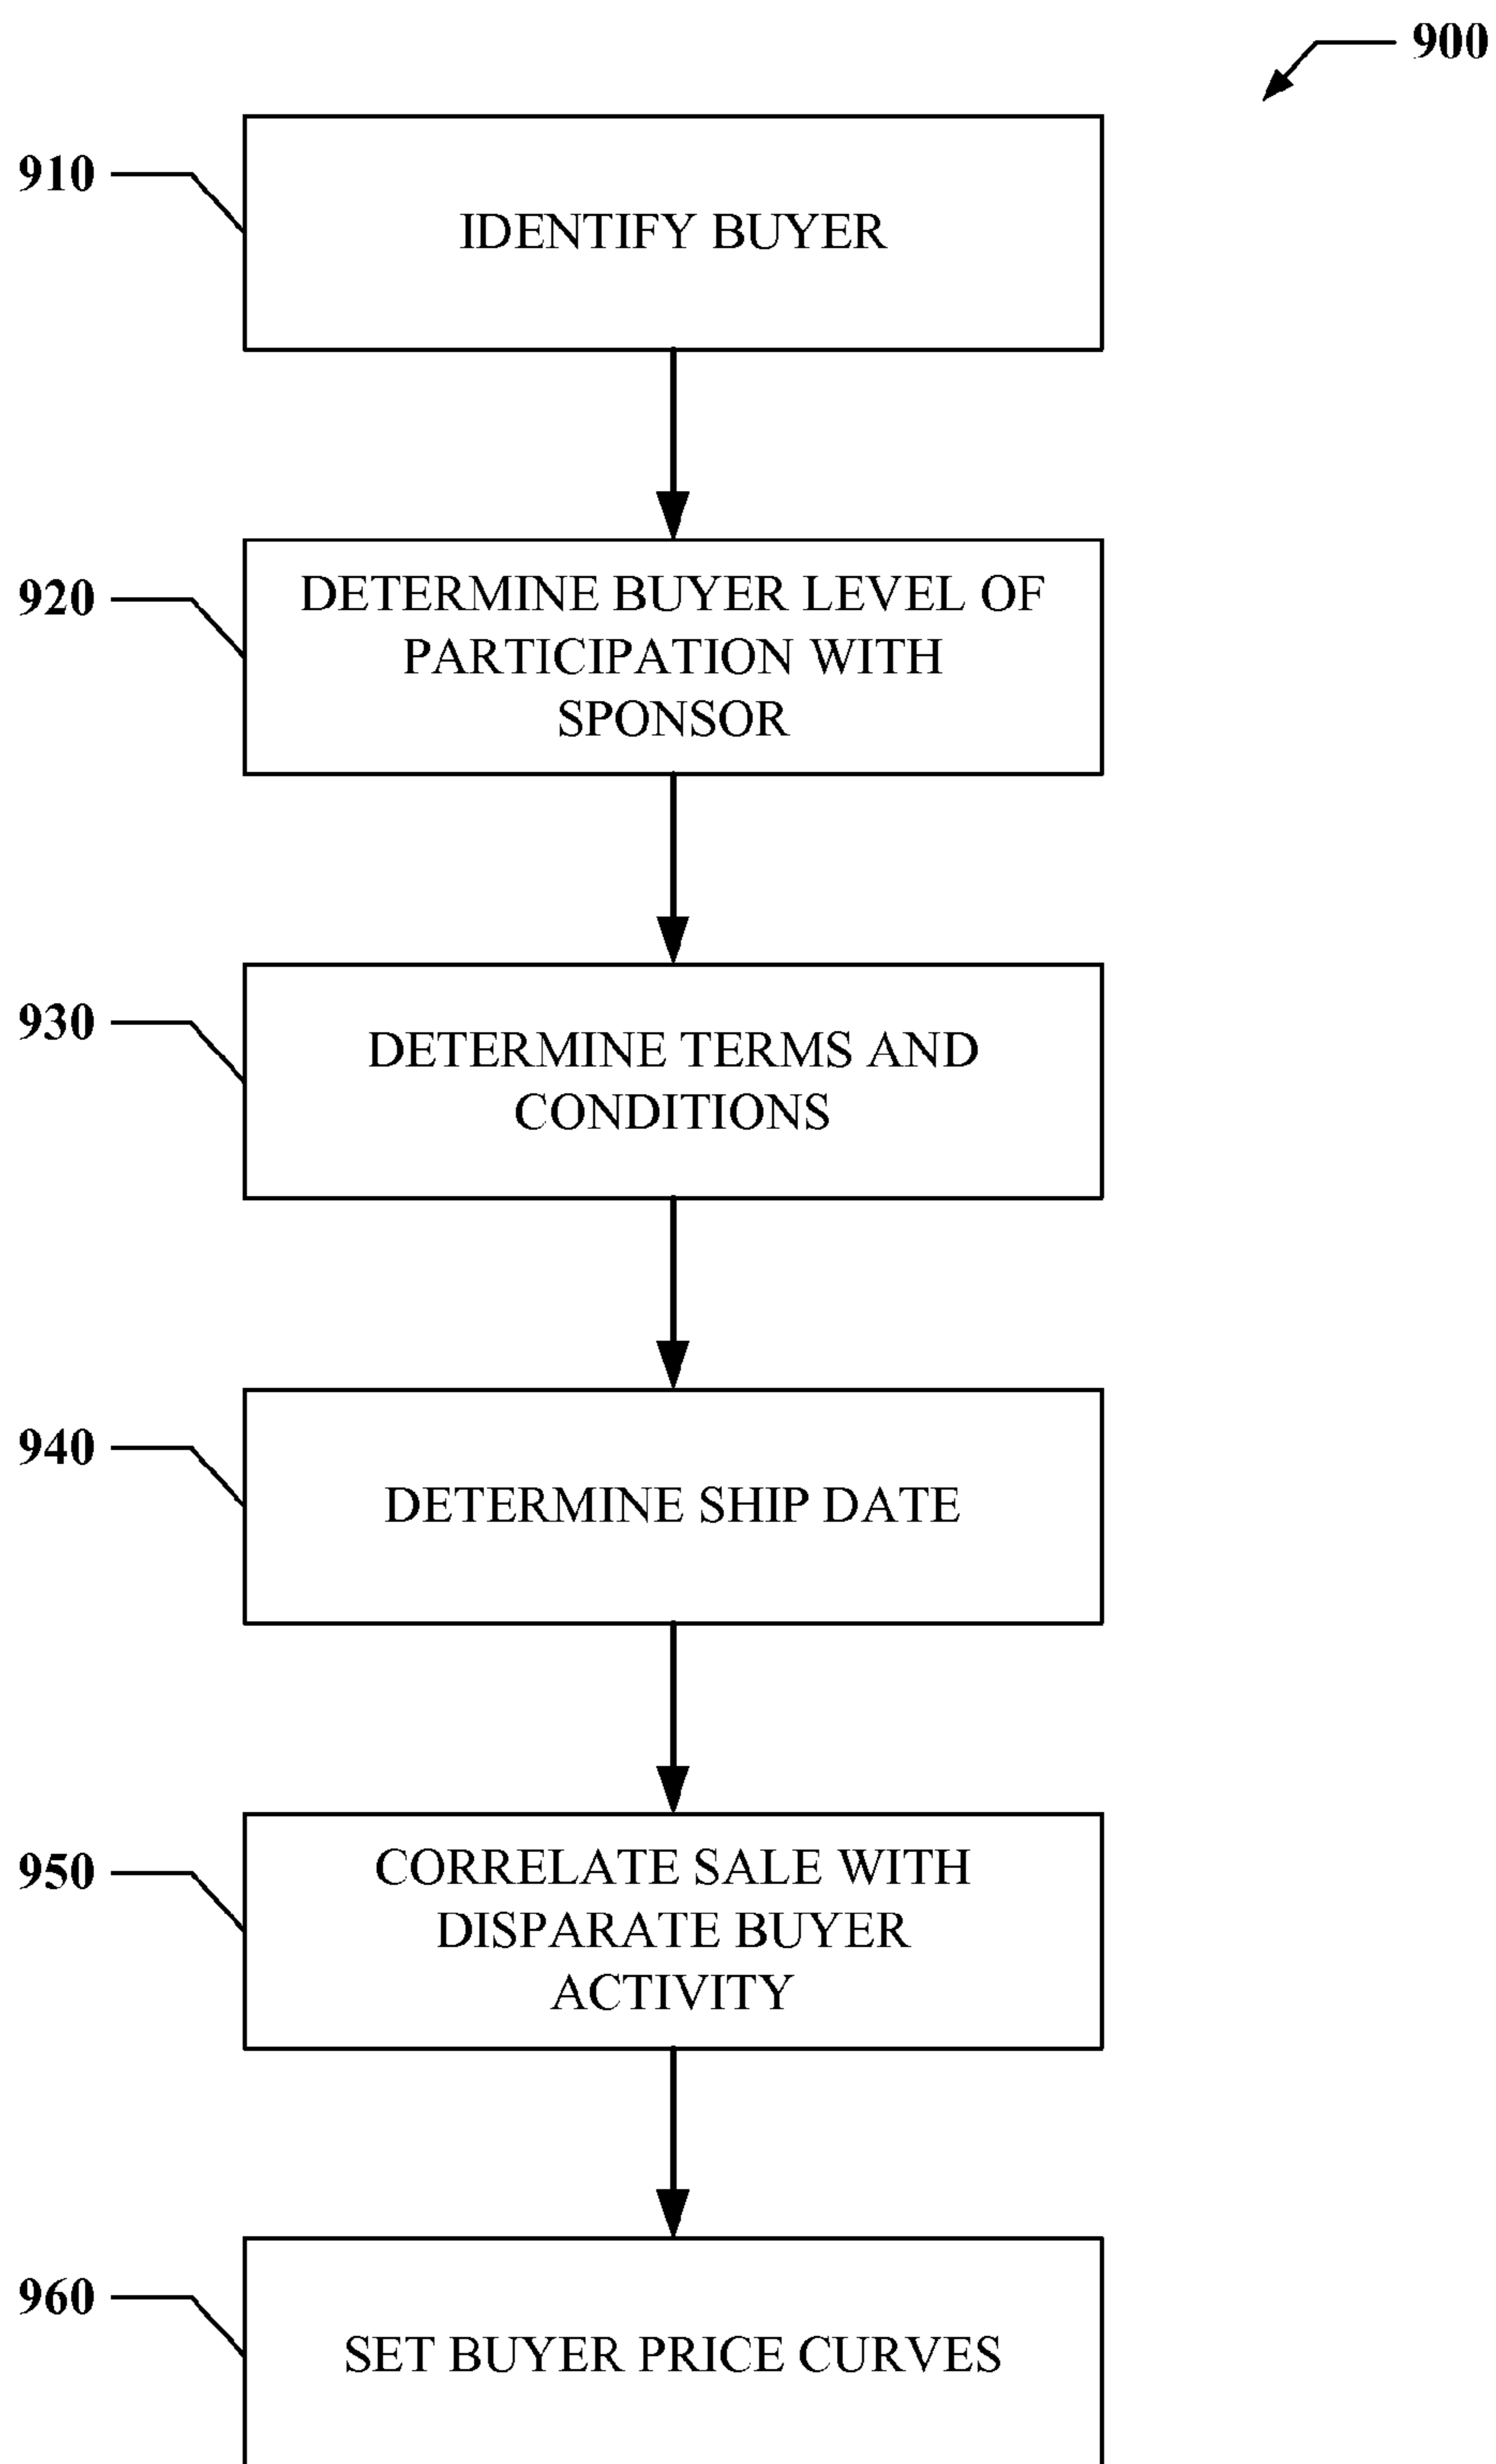 900
910
IDENTIFY BUYER
920
DETERMINE BUYER LEVEL OF
PARTICIPATION WITH
SPONSOR
930
DETERMINE TERMS AND
CONDITIONS
940
DETERMINE SHIP DATE
950
CORRELATE SALE WITH
DISPARATE BUYER
ACTIVITY
960
SET BUYER PRICE CURVES